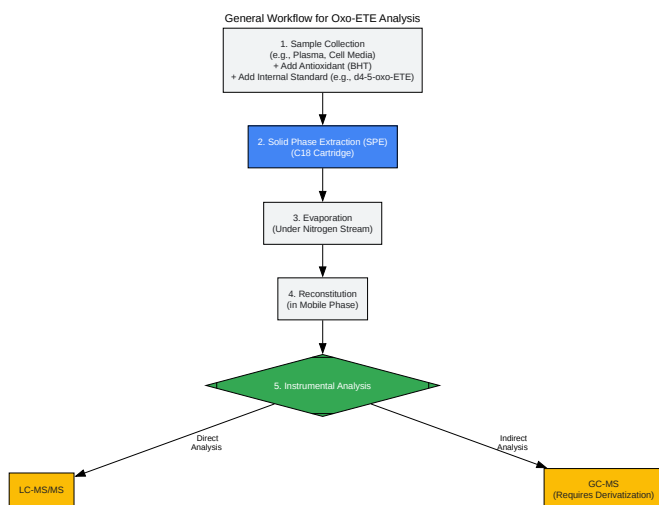 General Workflow for Oxo-ETE Analysis
1. Sample Collection
(e.g., Plasma, Cell Media)
+ Add Antioxidant (BHT)
+ Add Internal Standard (e.g., d4-5-oxo-ETE)
2. Solid Phase Extraction (SPE)
(C18 Cartridge)
3. Evaporation
(Under Nitrogen Stream)
4. Reconstitution
(in Mobile Phase)
5. Instrumental Analysis
Direct
Analysis
Indirect
Analysis
LC-MS/MS
GC-MS
(Requires Derivatization)